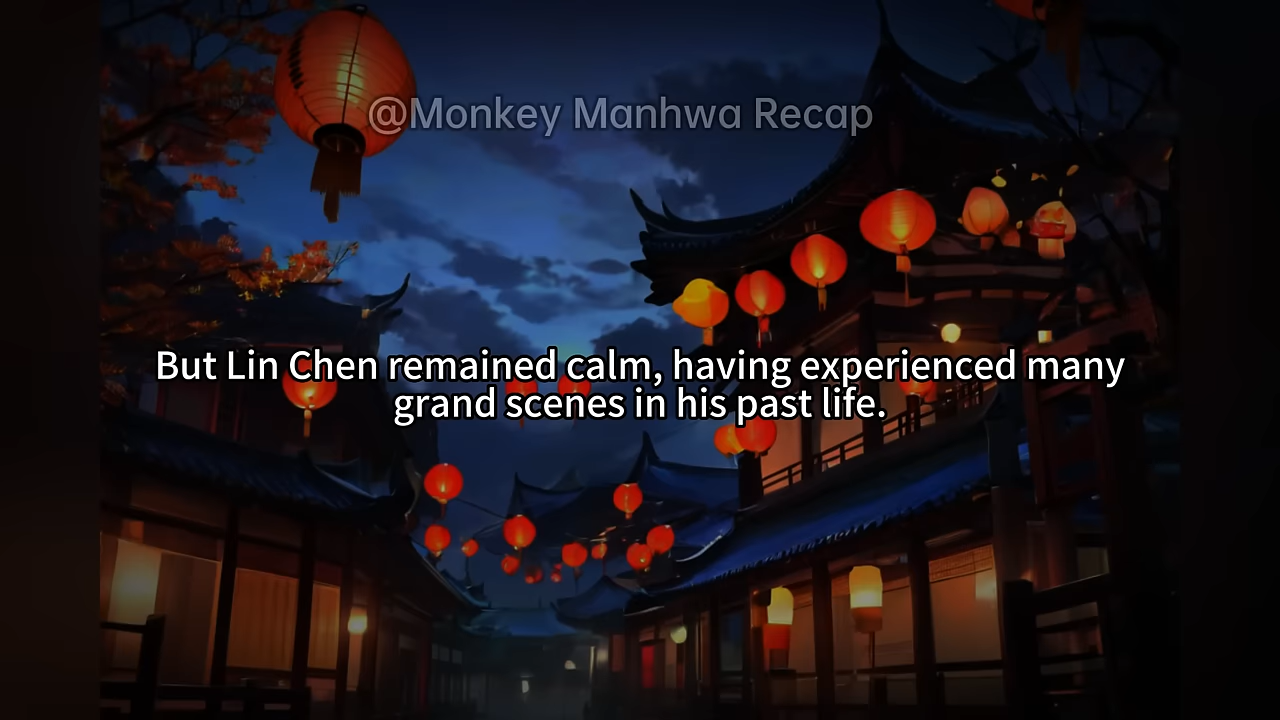 @Monkey Manhwa Recap
But Lin Chen remained calm, having experienced many
grand scenes in his past life.